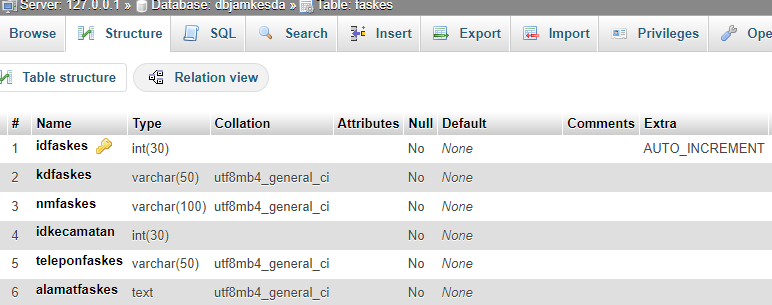 Server: 127.0.0.1 » Database: dbjamkesda » Table: faskes
Browse Structure SQL Search Insert Export Import Privileges Ope
Table structure Relation view
# Name Type Collation Attributes Null Default Comments Extra
1 idfaskes int(30) No None AUTO_INCREMENT
2 kdfaskes varchar(50) utf8mb4_general_ci No None
3 nmfaskes varchar(100) utf8mb4_general_ci No None
4 idkecamatan int(30) No None
5 teleponfaskes varchar(50) utf8mb4_general_ci No None
6 alamatfaskes text utf8mb4_general_ci No None